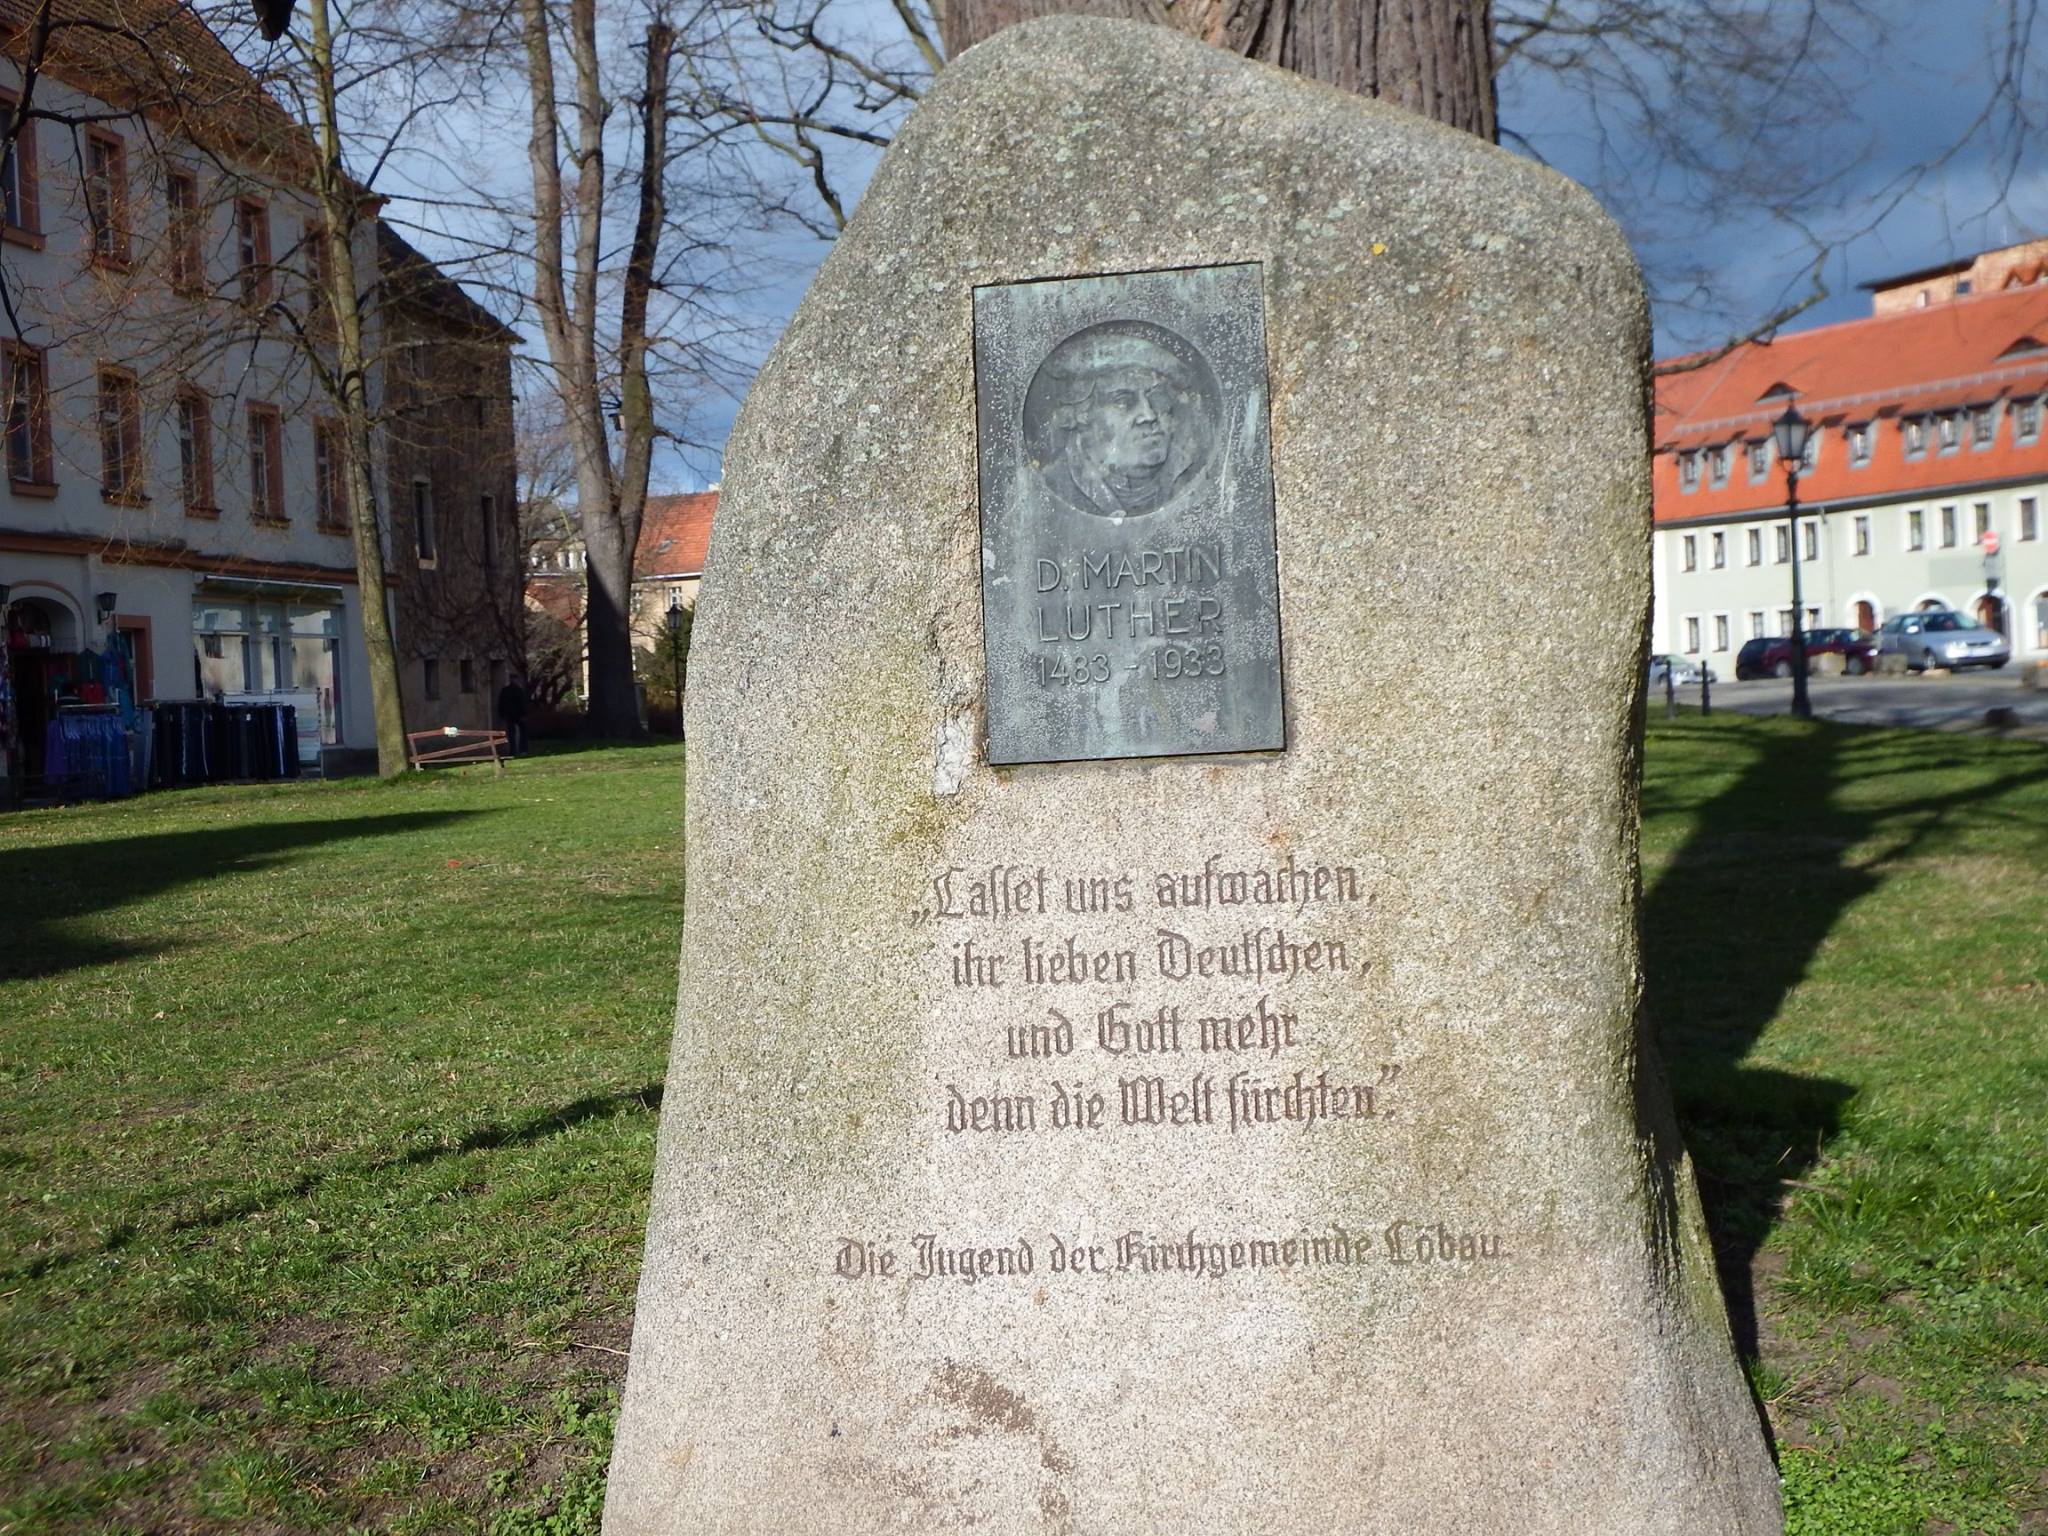 D. MARTIN
LUTHER
1483 - 1933
„Lasset uns aufwachen,
ihr lieben Deutschen,
und Gott mehr
denn die Welt fürchten”.
Die Jugend der Kirchgemeinde Löbau.